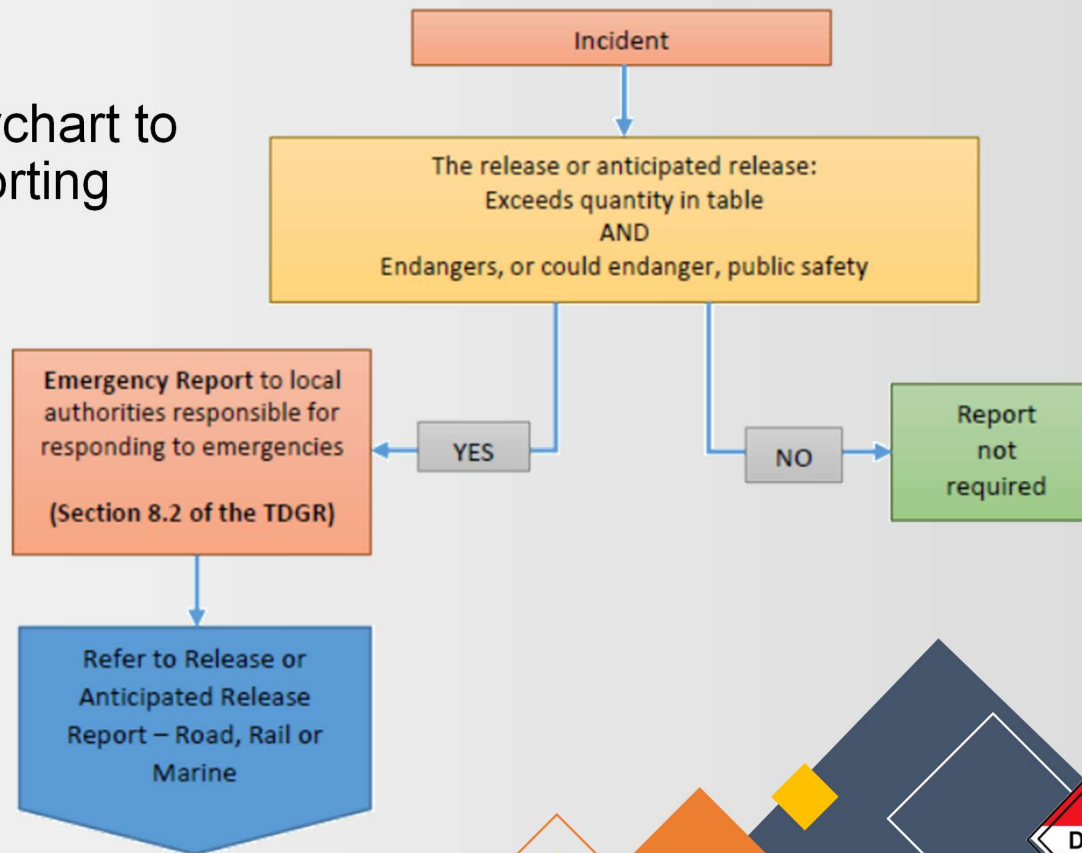 Incident
chart to
orting
The release or anticipated release:
Exceeds quantity in table
AND
Endangers, or could endanger, public safety
Emergency Report to local
authorities responsible for
responding to emergencies
(Section 8.2 of the TDGR)
YES
NO
Report
not
required
Refer to Release or
Anticipated Release
Report – Road, Rail or
Marine
D